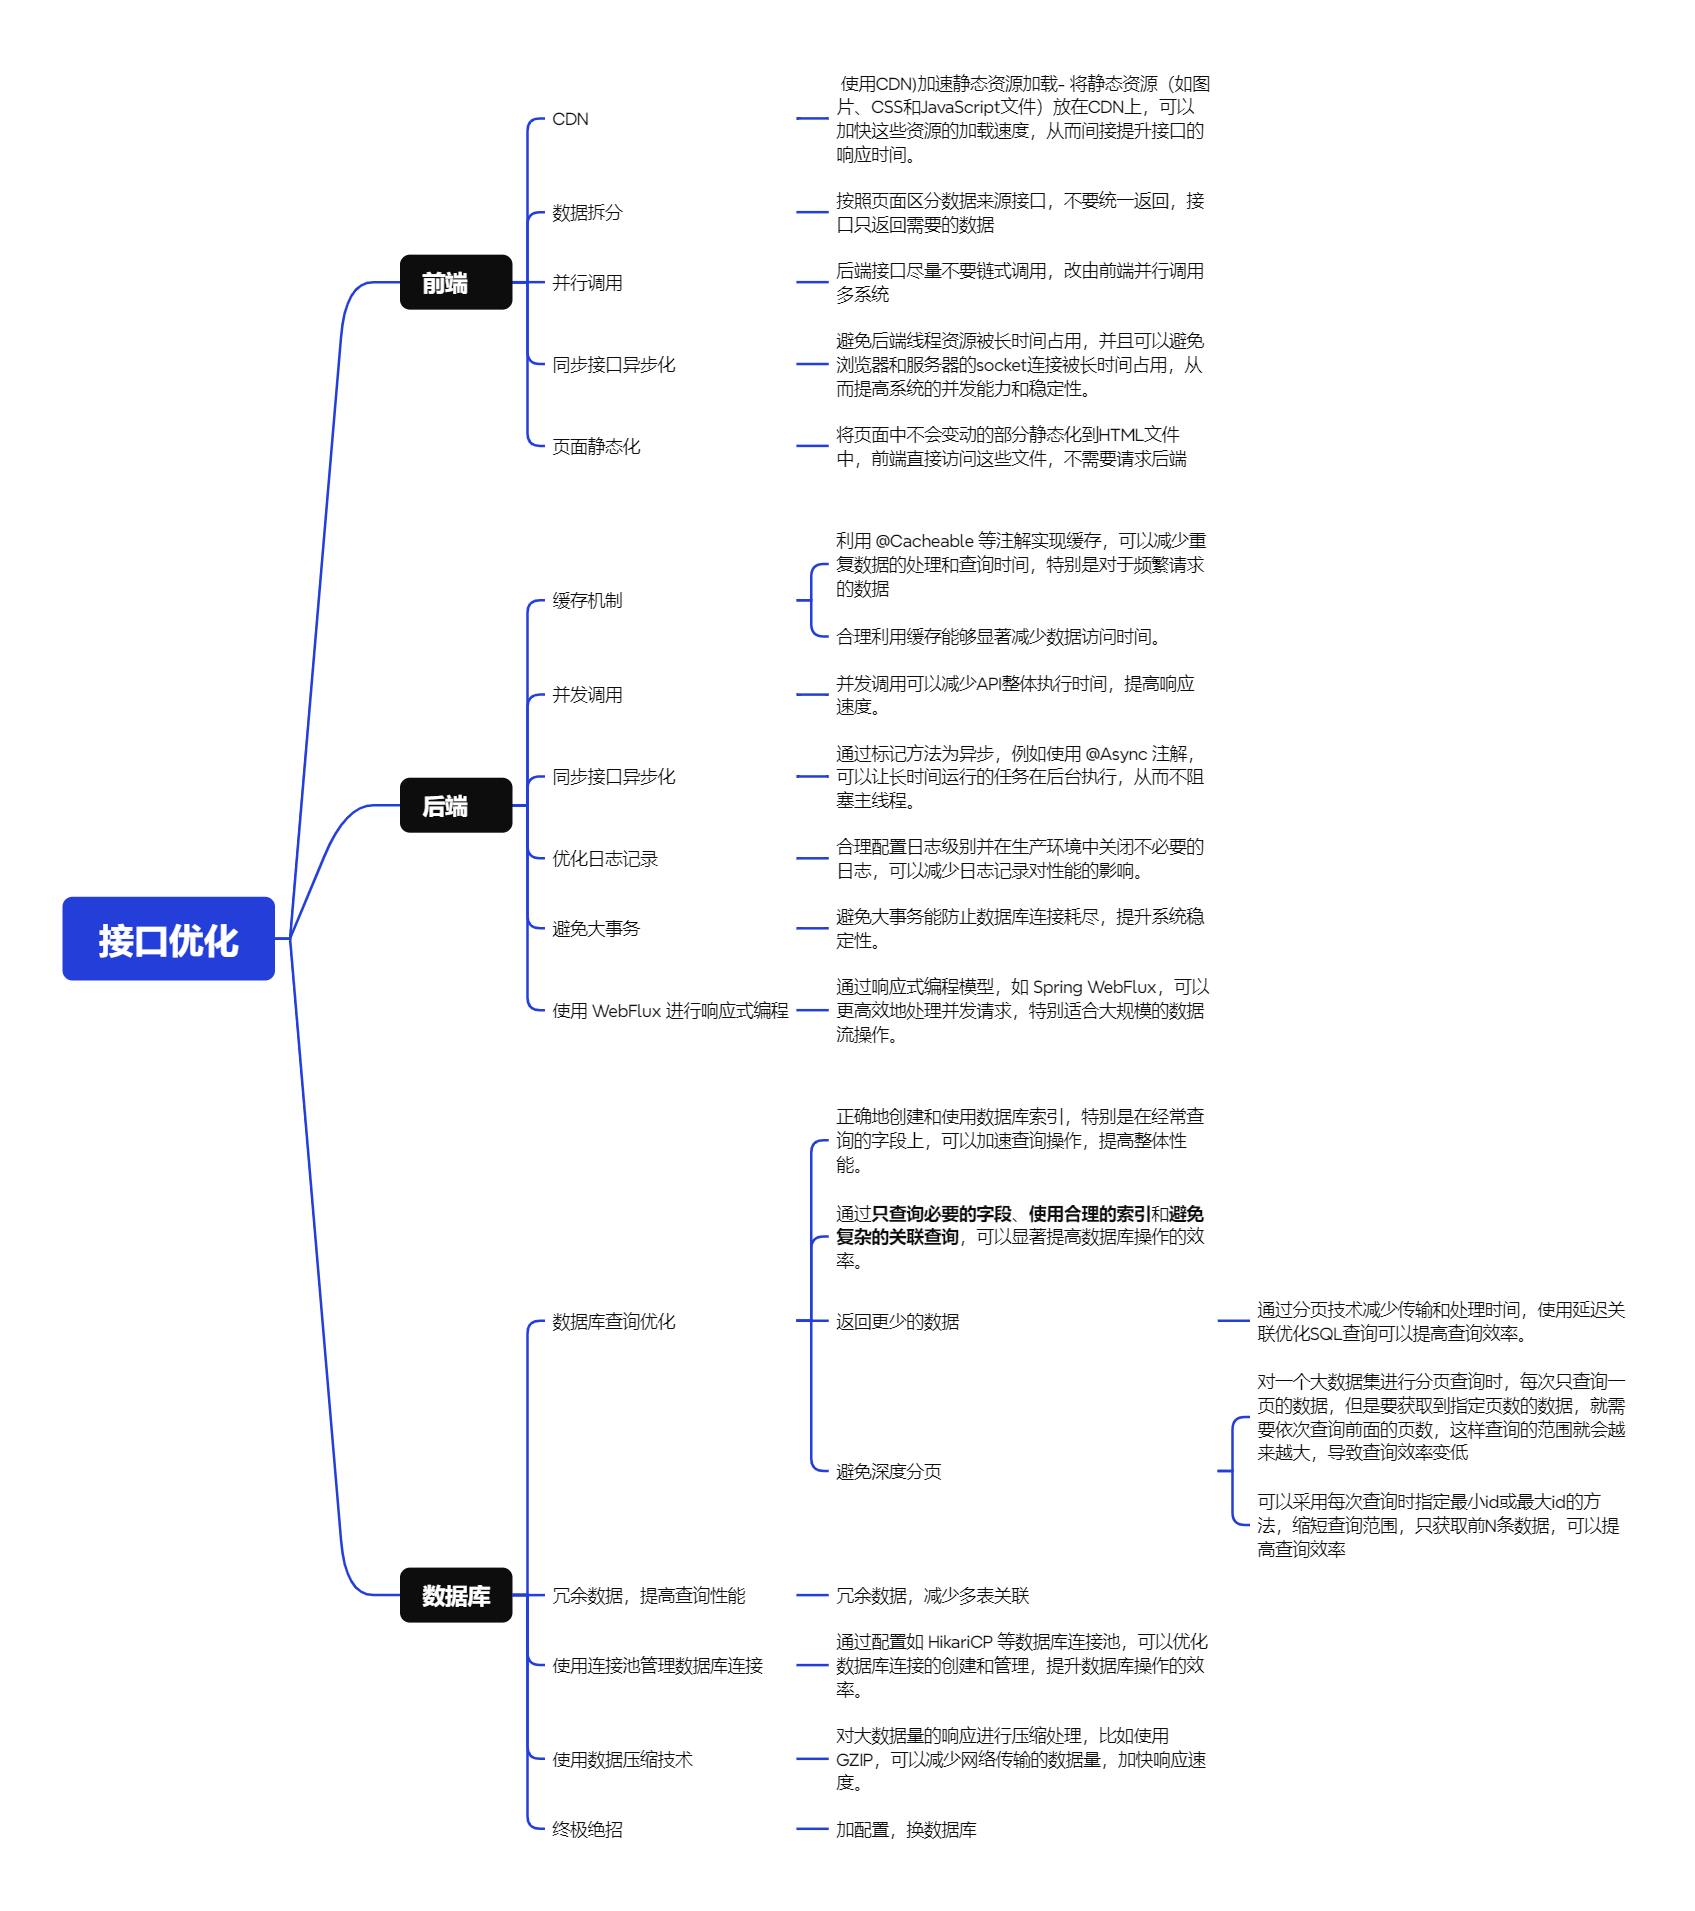 接口优化
前端
CDN
使用CDN)加速静态资源加载- 将静态资源（如图
片、CSS和JavaScript文件）放在CDN上，可以
加快这些资源的加载速度，从而间接提升接口的
响应时间。
数据拆分
按照页面区分数据来源接口，不要统一返回，接
口只返回需要的数据
并行调用
后端接口尽量不要链式调用，改由前端并行调用
多系统
同步接口异步化
避免后端线程资源被长时间占用，并且可以避免
浏览器和服务器的socket连接被长时间占用，从
而提高系统的并发能力和稳定性。
页面静态化
将页面中不会变动的部分静态化到HTML文件
中，前端直接访问这些文件，不需要请求后端
后端
缓存机制
利用 @Cacheable 等注解实现缓存，可以减少重
复数据的处理和查询时间，特别是对于频繁请求
的数据
合理利用缓存能够显著减少数据访问时间。
并发调用
并发调用可以减少API整体执行时间，提高响应
速度。
同步接口异步化
通过标记方法为异步，例如使用 @Async 注解，
可以让长时间运行的任务在后台执行，从而不阻
塞主线程。
优化日志记录
合理配置日志级别并在生产环境中关闭不必要的
日志，可以减少日志记录对性能的影响。
避免大事务
避免大事务能防止数据库连接耗尽，提升系统稳
定性。
使用 WebFlux 进行响应式编程
通过响应式编程模型，如 Spring WebFlux，可以
更高效地处理并发请求，特别适合大规模的数据
流操作。
数据库
数据库查询优化
正确地创建和使用数据库索引，特别是在经常查
询的字段上，可以加速查询操作，提高整体性
能。
通过只查询必要的字段、使用合理的索引和避免
复杂的关联查询，可以显著提高数据库操作的效
率。
返回更少的数据
通过分页技术减少传输和处理时间，使用延迟关
联优化SQL查询可以提高查询效率。
避免深度分页
对一个大数据集进行分页查询时，每次只查询一
页的数据，但是要获取到指定页数的数据，就需
要依次查询前面的页数，这样查询的范围就会越
来越大，导致查询效率变低
可以采用每次查询时指定最小id或最大id的方
法，缩短查询范围，只获取前N条数据，可以提
高查询效率
冗余数据，提高查询性能
冗余数据，减少多表关联
使用连接池管理数据库连接
通过配置如 HikariCP 等数据库连接池，可以优化
数据库连接的创建和管理，提升数据库操作的效
率。
使用数据压缩技术
对大数据量的响应进行压缩处理，比如使用
GZIP，可以减少网络传输的数据量，加快响应速
度。
终极绝招
加配置，换数据库